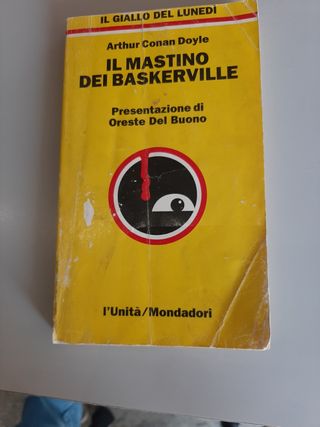 IL GIALLO DEL LUNEDÌ
Arthur Conan Doyle
IL MASTINO
DEI BASKERVILLE
Presentazione di
Oreste Del Buono
l'Unità/Mondadori